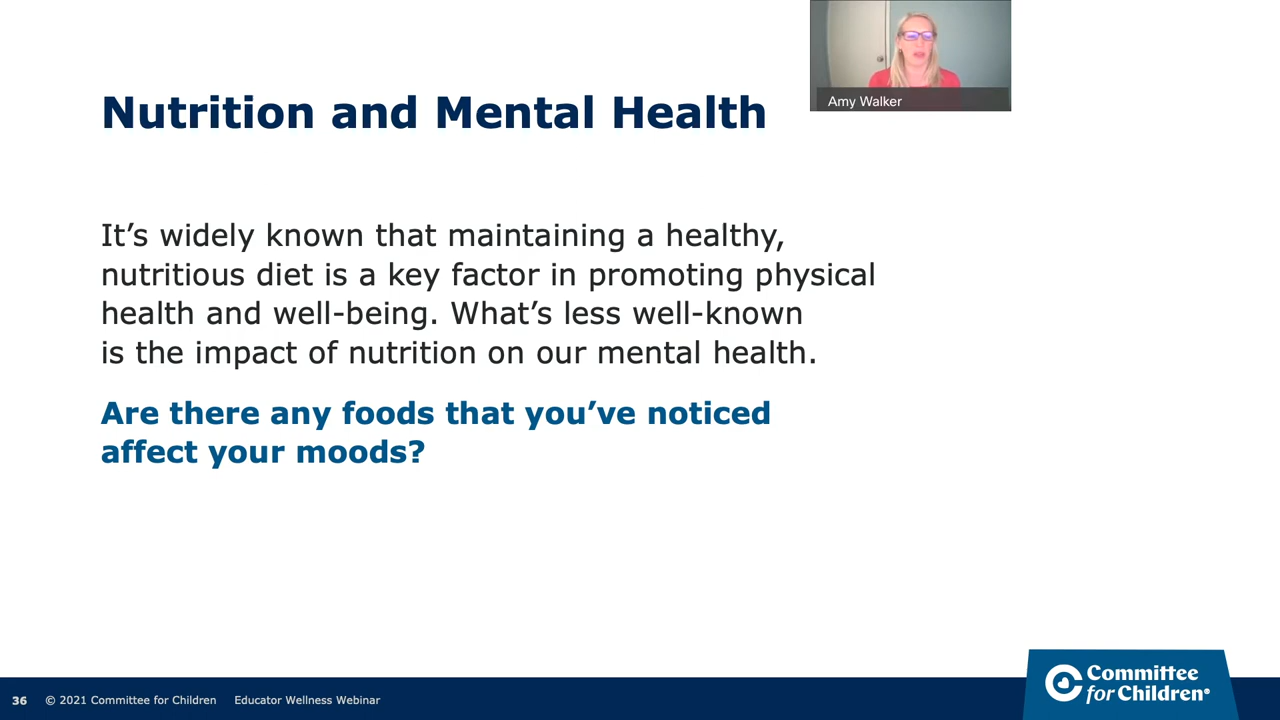 Amy Walker
Nutrition and Mental Health
It’s widely known that maintaining a healthy,
nutritious diet is a key factor in promoting physical
health and well-being. What’s less well-known
is the impact of nutrition on our mental health.
Are there any foods that you’ve noticed
affect your moods?
36 © 2021 Committee for Children Educator Wellness Webinar
Committee
for Children®